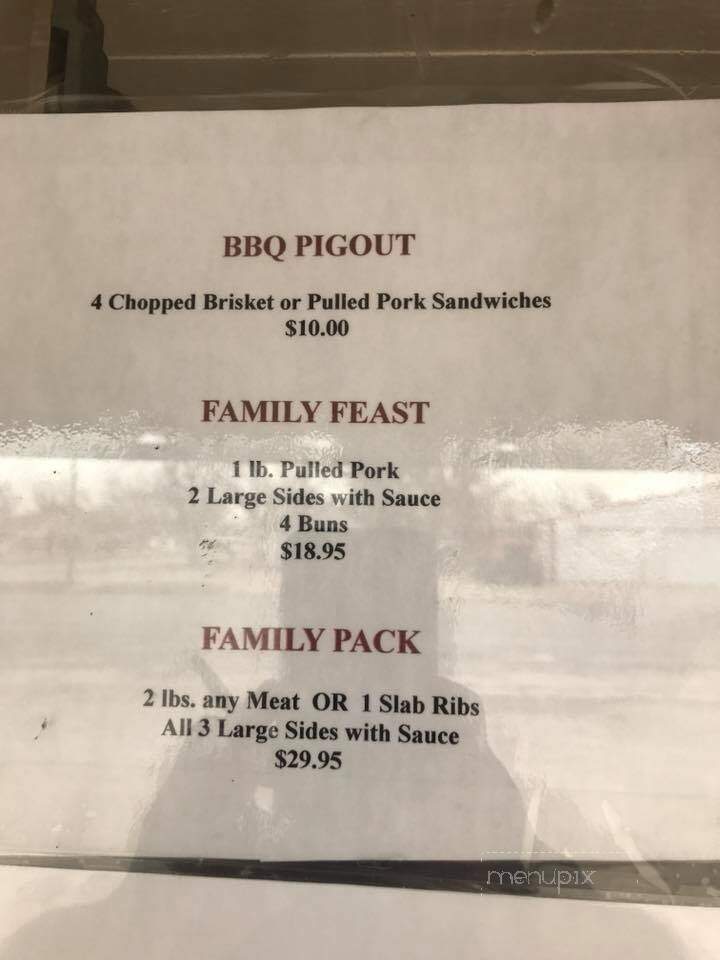 BBQ PIGOUT
4 Chopped Brisket or Pulled Pork Sandwiches
$10.00
FAMILY FEAST
1 lb. Pulled Pork
2 Large Sides with Sauce
4 Buns
$18.95
FAMILY PACK
2 lbs. any Meat OR 1 Slab Ribs
All 3 Large Sides with Sauce
$29.95
menupix